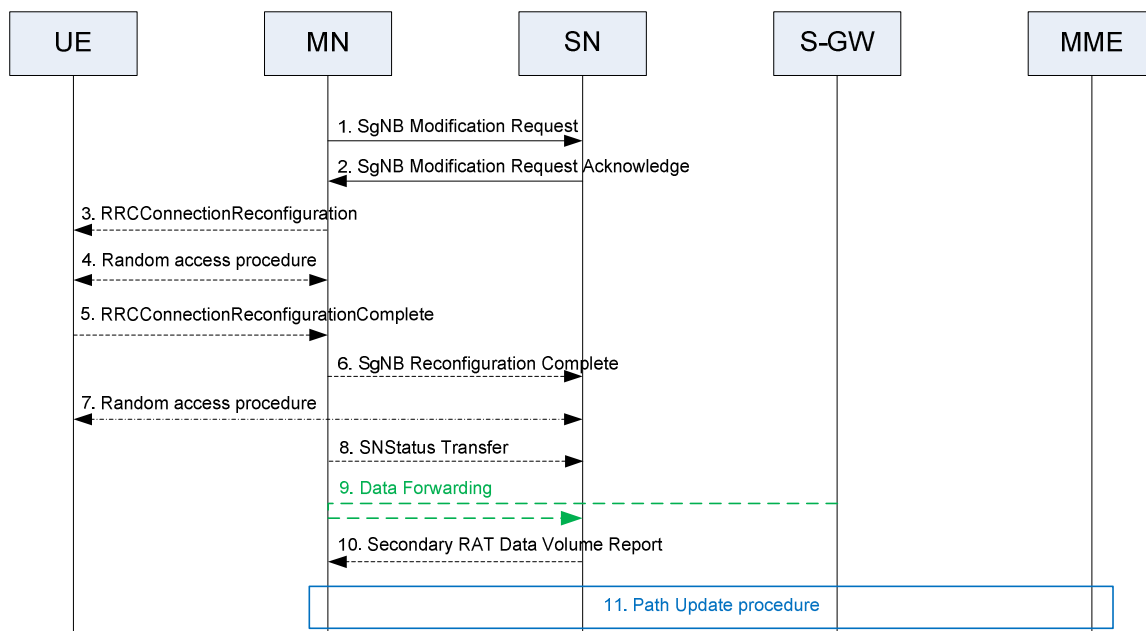 UE
MN
SN
S-GW
MME
1. SgNB Modification Request
2. SgNB Modification Request Acknowledge
3. RRCConnectionReconfiguration
4. Random access procedure
5. RRCConnectionReconfigurationComplete
6. SgNB Reconfiguration Complete
7. Random access procedure
8. SNStatus Transfer
9. Data Forwarding
10. Secondary RAT Data Volume Report
11. Path Update procedure